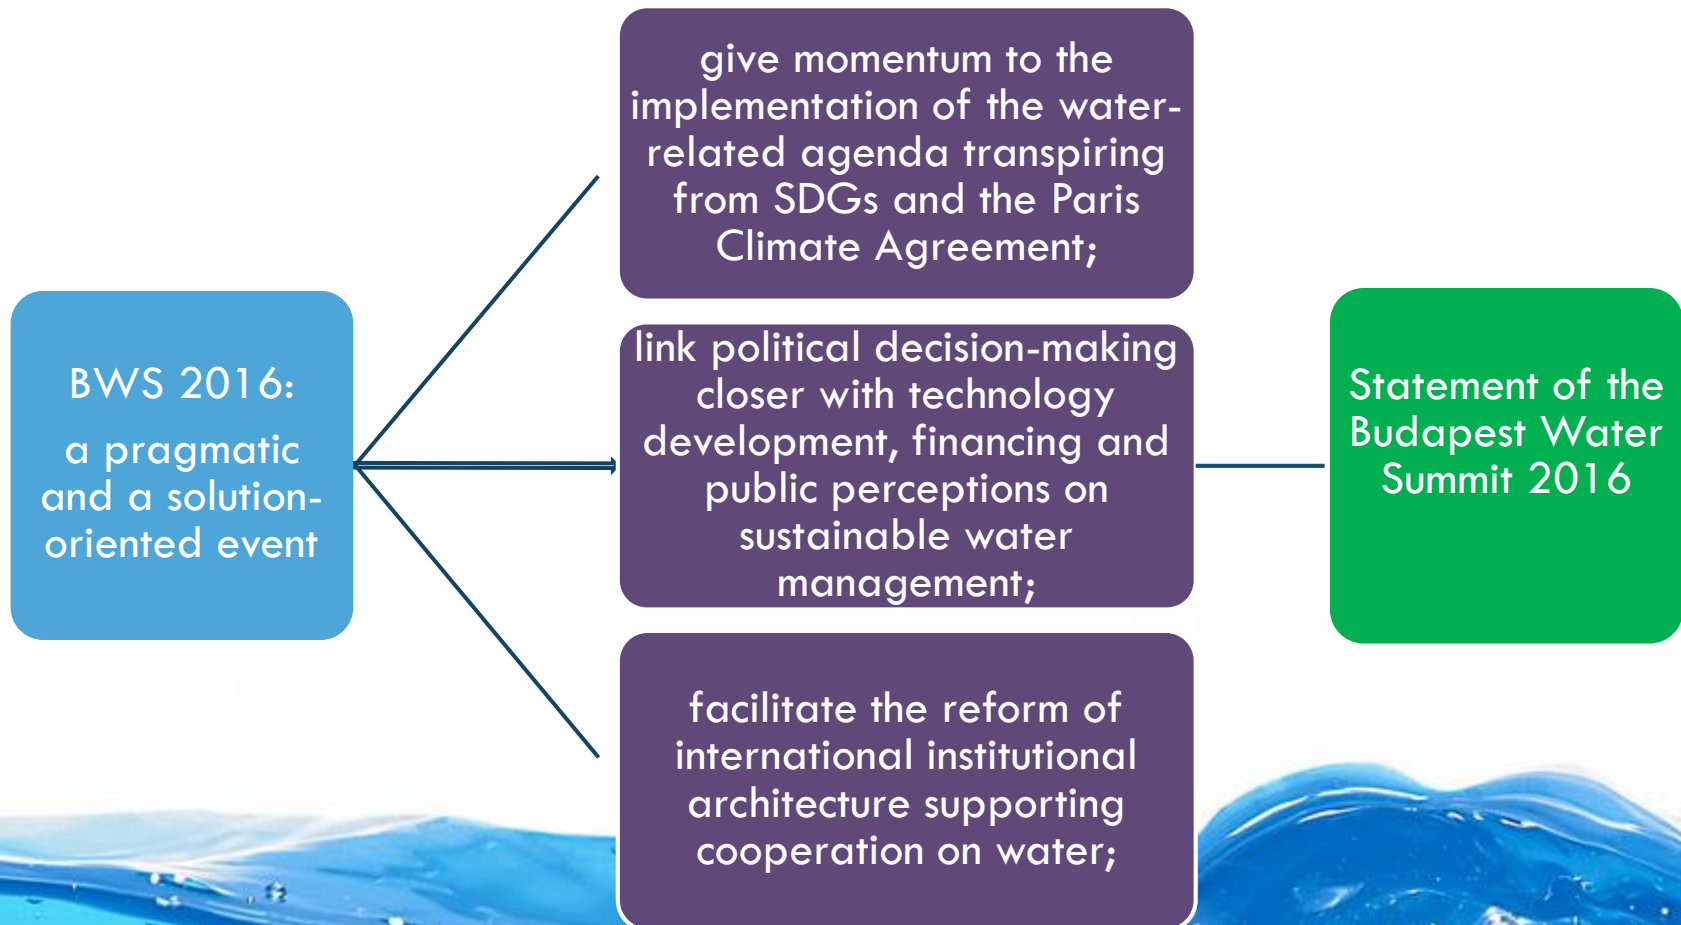 BWS 2016:
a pragmatic
and a solution-
oriented event
give momentum to the
implementation of the water-
related agenda transpiring
from SDGs and the Paris
Climate Agreement;
link political decision-making
closer with technology
development, financing and
public perceptions on
sustainable water
management;
facilitate the reform of
international institutional
architecture supporting
cooperation on water;
Statement of the
Budapest Water
Summit 2016